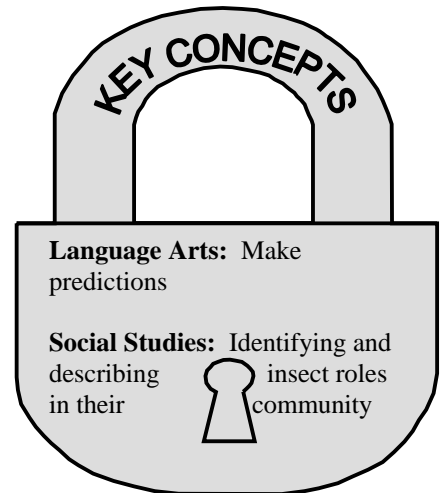 KEY CONCEPTS
Language Arts: Make
predictions
Social Studies: Identifying and
describing insect roles
in their community